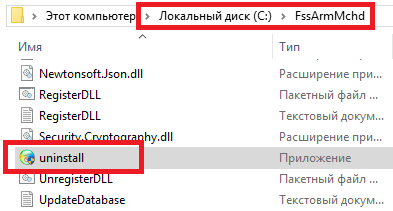 Этот компьютер > Локальный диск (C:) > FssArmMchd
Имя Тип
Newtonsoft.Json.dll Расширение при
RegisterDLL Пакетный файл
RegisterDLL Текстовый докум
Security.Cryptography.dll Расширение при
uninstall Приложение
UnregisterDLL Пакетный файл
UpdateDatabase Текстовый докум